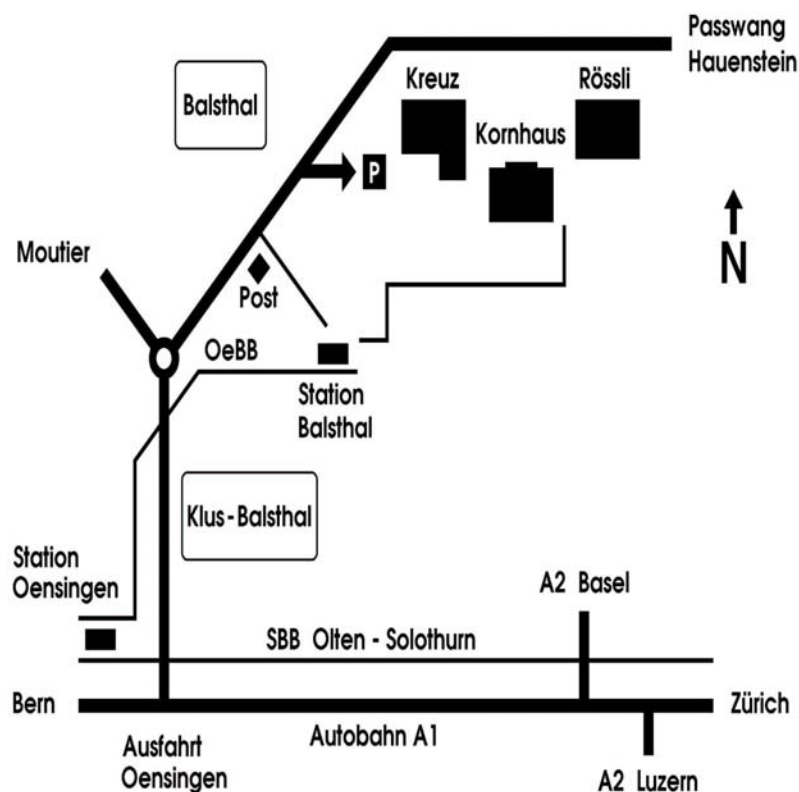 Passwang
Hauenstein
Kreuz
Rössli
Balsthal
Kornhaus
P
Moutier
N
Post
OeBB
Station
Balsthal
Klus-Balsthal
Station
Oensingen
A2 Basel
SBB Olten - Solothurn
Bern
Zürich
Autobahn A1
Ausfahrt
Oensingen
A2 Luzern